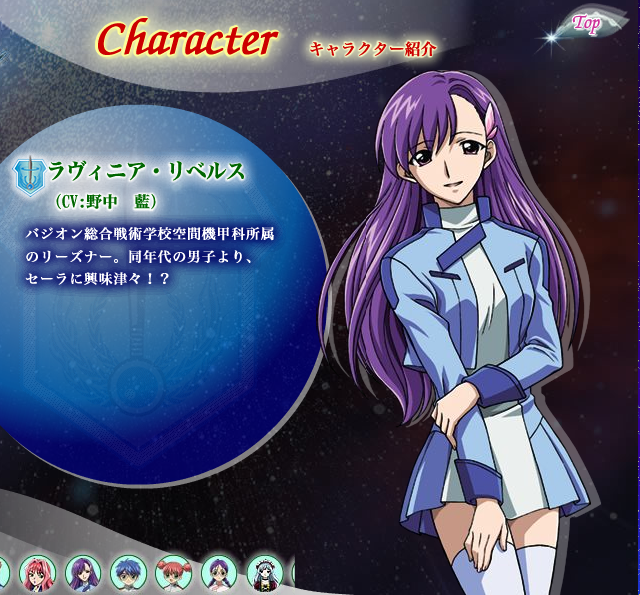 Character キャラクター紹介
Top
ラヴィニア・リベルス
(CV:野中 藍)
バジオン総合戦術学校空間機甲科所属
のリーズナー。同年代の男子より、
セーラに興味津々！？